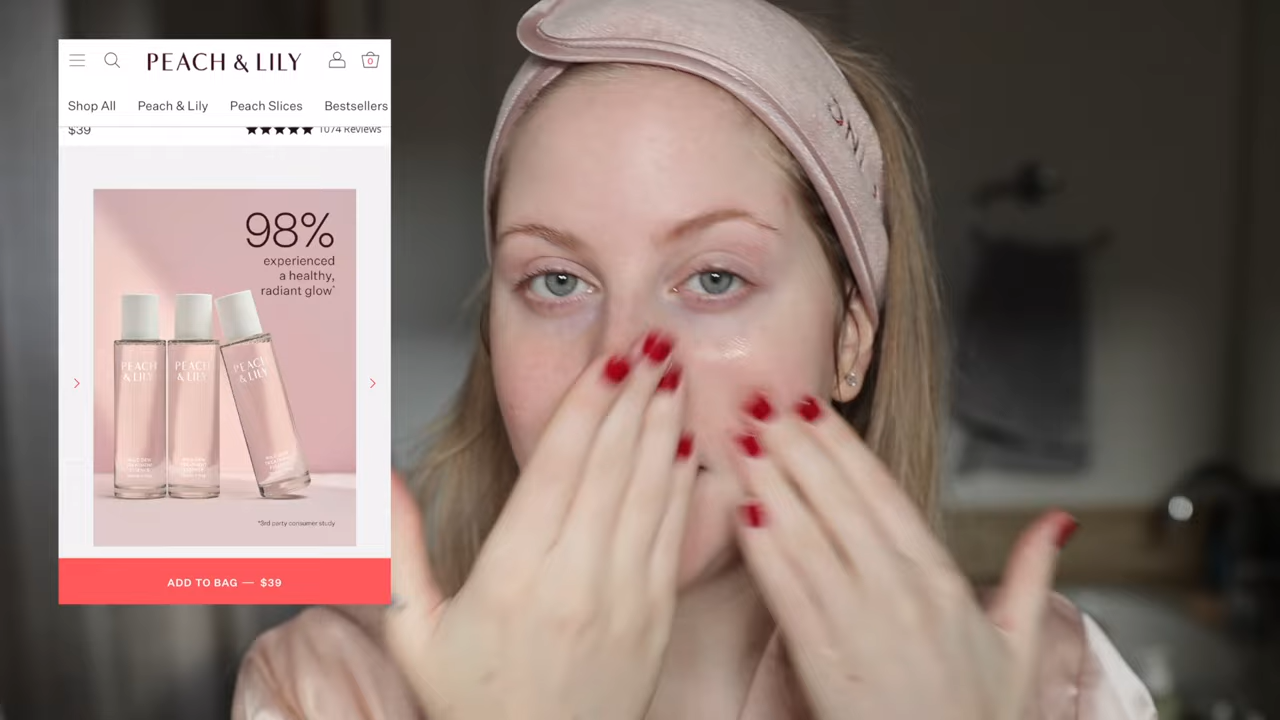 PEACH & LILY
0
Shop All Peach & Lily Peach Slices Bestsellers
$39 1074 Reviews
98%
experienced
a healthy,
radiant glow*
PEACH
& LILY
PEACH
& LILY
PEACH
& LILY
*3rd party consumer study
ADD TO BAG — $39